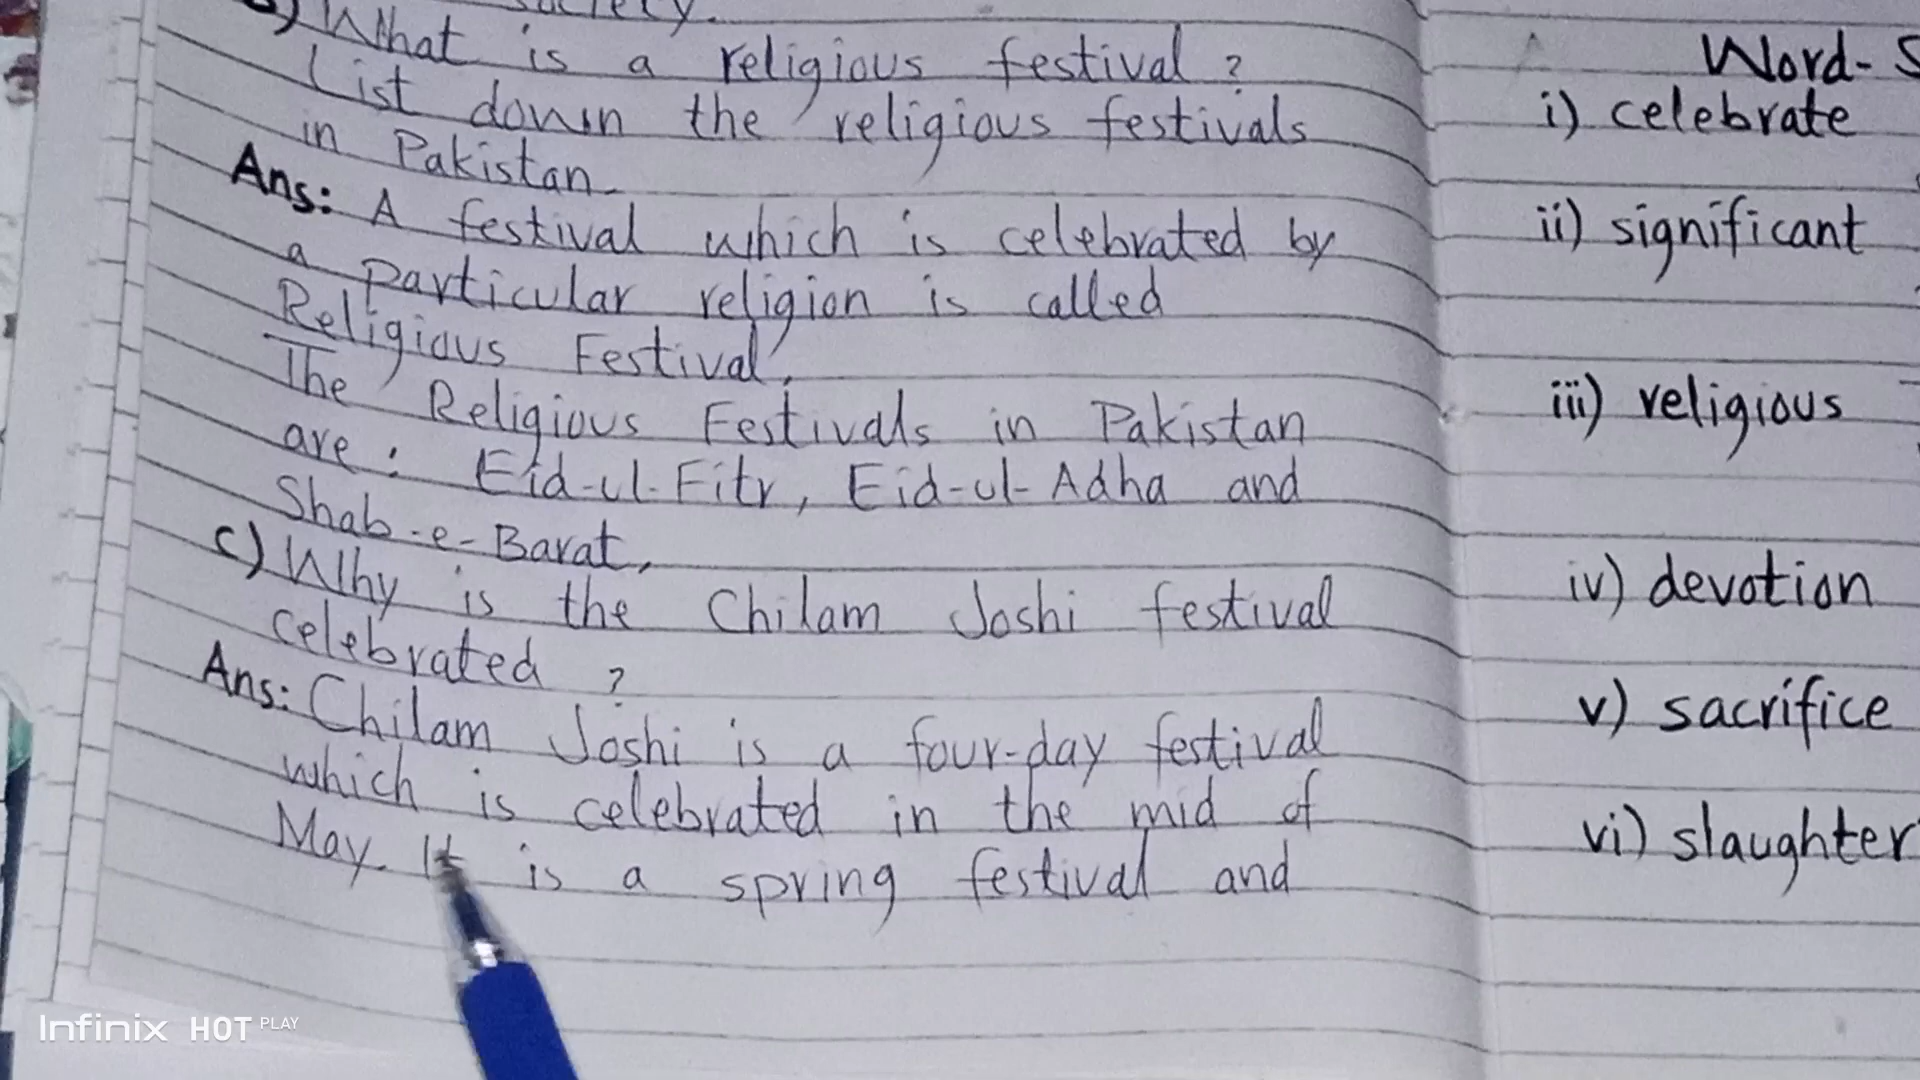 society.
b) What is a religious festival ?
List down the religious festivals
in Pakistan
Ans: A festival which is celebrated by
a particular religion is called
Religious Festival.
The Religious Festivals in Pakistan
are : Eid-ul-Fitr, Eid-ul-Adha and
Shab-e-Barat.
c) Why is the Chilam Joshi festival
celebrated ?
Ans: Chilam Joshi is a four-day festival
which is celebrated in the mid of
May. It is a spring festival and
Word-
i) celebrate
ii) significant
iii) religious
iv) devotion
v) sacrifice
vi) slaughter
Infinix HOT PLAY